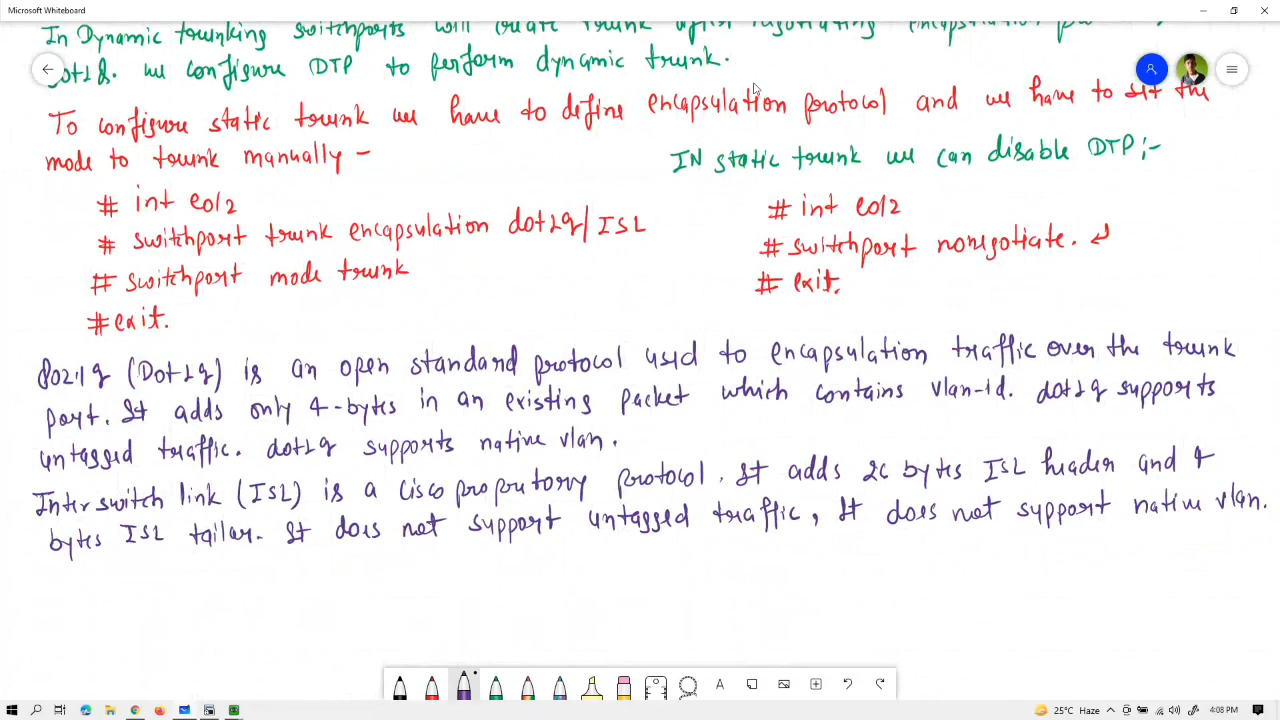 Microsoft Whiteboard
In Dynamic trunking switchports will create trunk after negotiating encapsulation
dot1q. we configure DTP to perform dynamic trunk.
To configure static trunk we have to define encapsulation protocol and we have to set the
mode to trunk manually -
# int e0/2
# switchport trunk encapsulation dot1q/ISL
# switchport mode trunk
#exit.
IN static trunk we can disable DTP:-
# int e0/2
#switchport nonegotiate. ↵
# exit.
802.1q (Dot1q) is an open standard protocol used to encapsulation traffic over the trunk
port. It adds only 4-bytes in an existing packet which contains vlan-id. dot1q supports
untagged traffic. dot1q supports native vlan.
Inter switch link (ISL) is a Cisco propRutory protocol. It adds 26 bytes ISL header and 4
bytes ISL tailar. It does not support untagged traffic, It does not support native vlan.
25°C Haze
4:08 PM